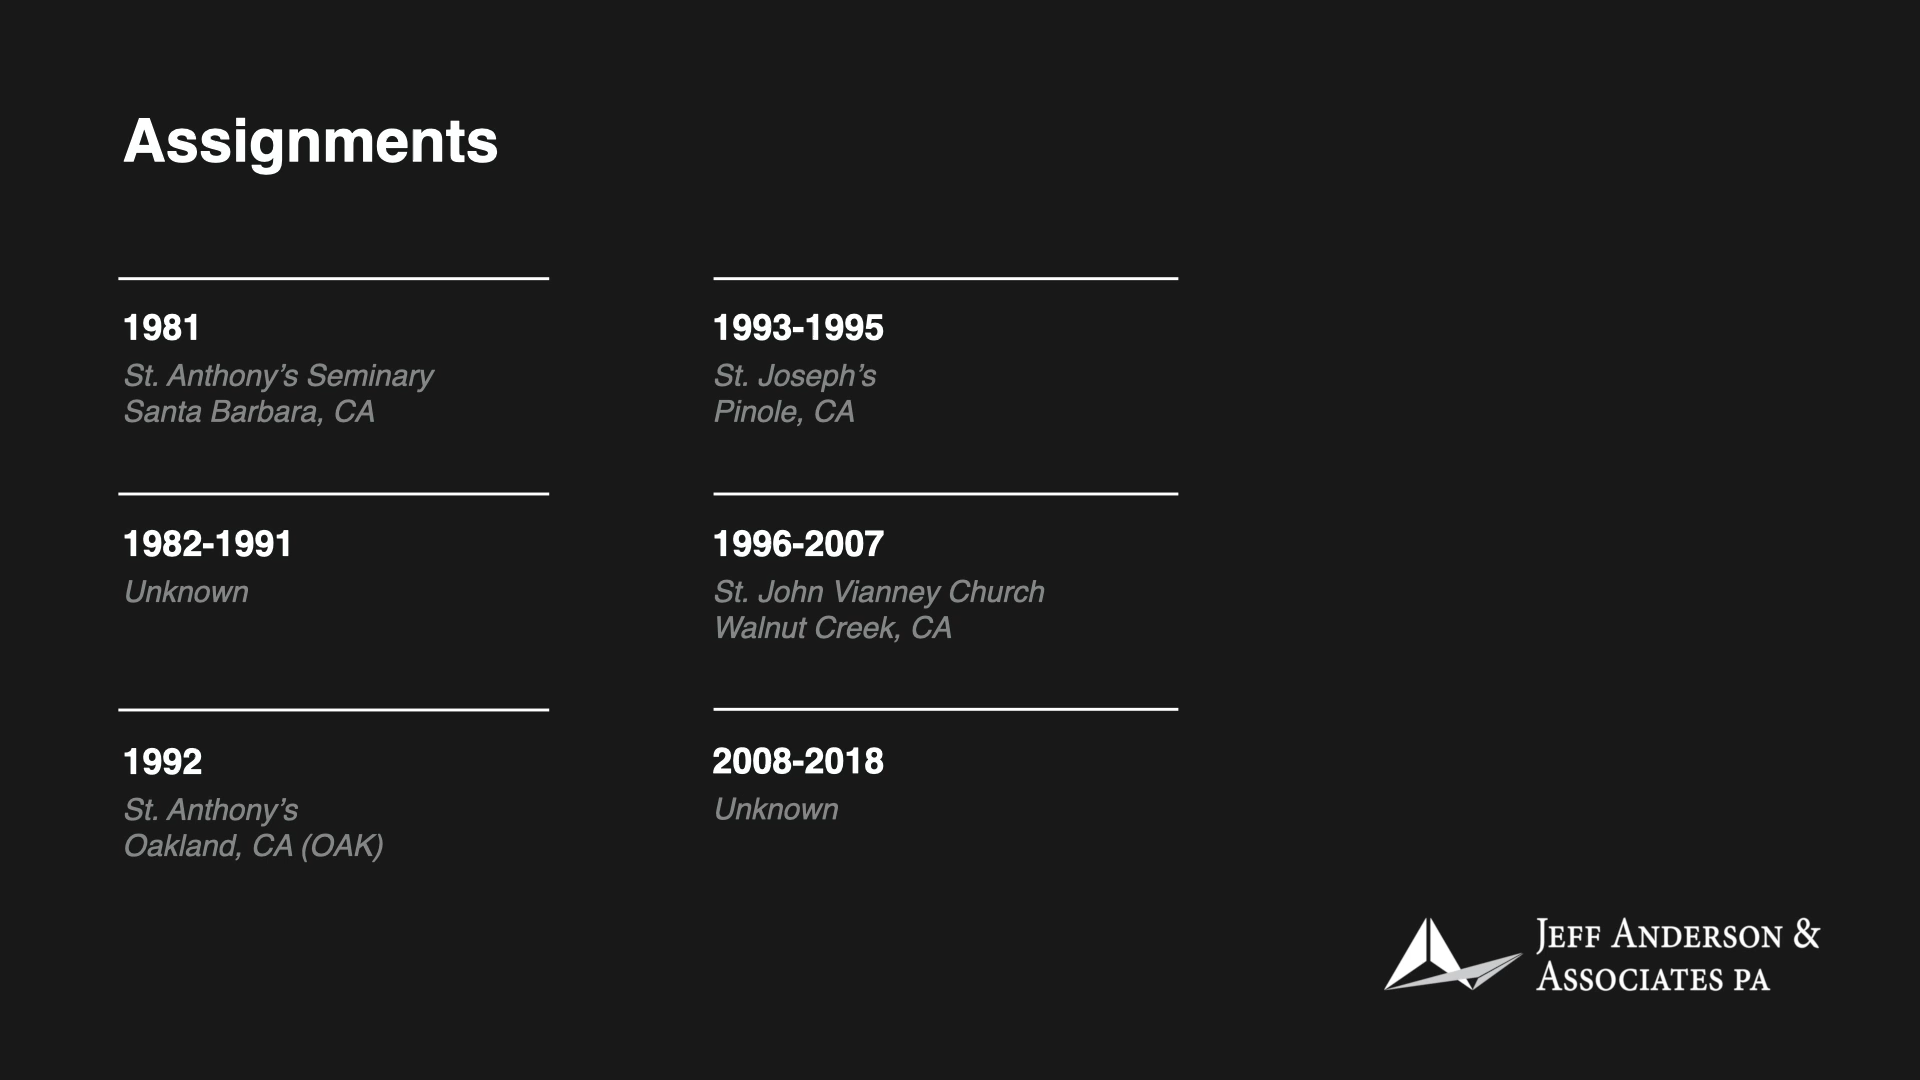 Assignments
1981
St. Anthony’s Seminary
Santa Barbara, CA
1982-1991
Unknown
1992
St. Anthony’s
Oakland, CA (OAK)
1993-1995
St. Joseph’s
Pinole, CA
1996-2007
St. John Vianney Church
Walnut Creek, CA
2008-2018
Unknown
Jeff Anderson &
Associates PA